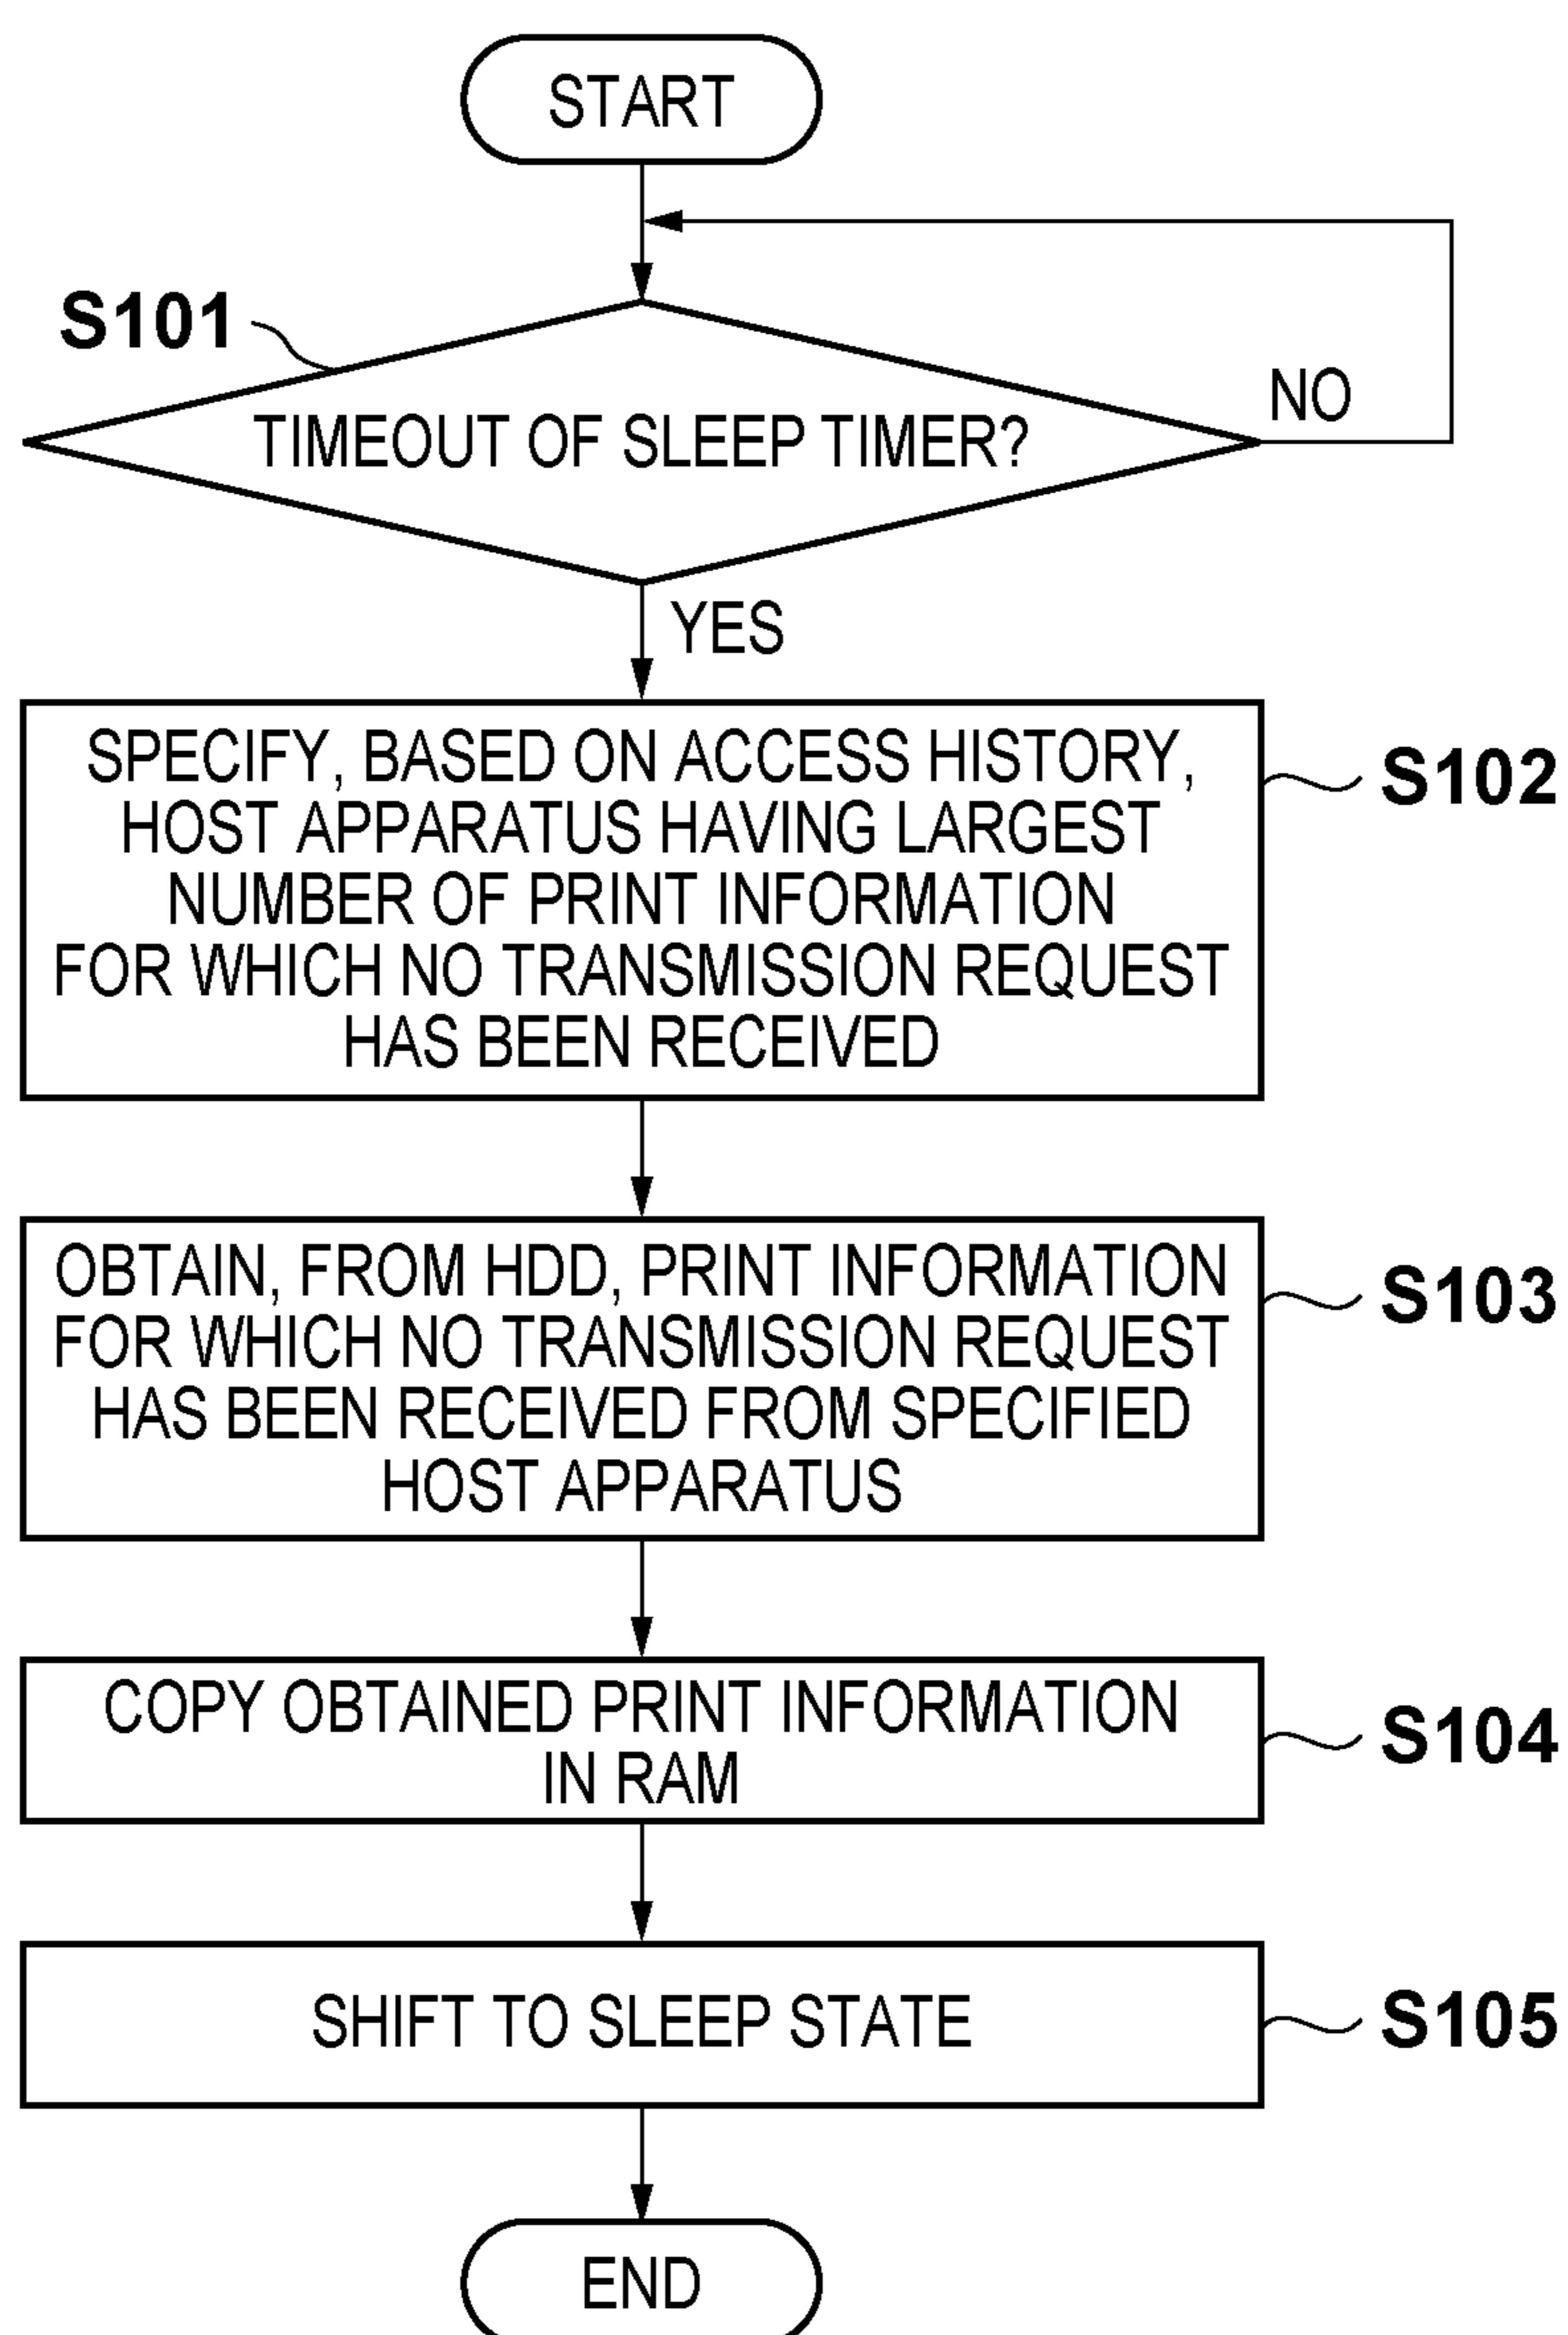 START
S101
NO
TIMEOUT OF SLEEP TIMER?
YES
SPECIFY, BASED ON ACCESS HISTORY,
HOST APPARATUS HAVING LARGEST
NUMBER OF PRINT INFORMATION
FOR WHICH NO TRANSMISSION REQUEST
HAS BEEN RECEIVED
S102
OBTAIN, FROM HDD, PRINT INFORMATION
FOR WHICH NO TRANSMISSION REQUEST
HAS BEEN RECEIVED FROM SPECIFIED
HOST APPARATUS
S103
COPY OBTAINED PRINT INFORMATION
IN RAM
S104
SHIFT TO SLEEP STATE
S105
END